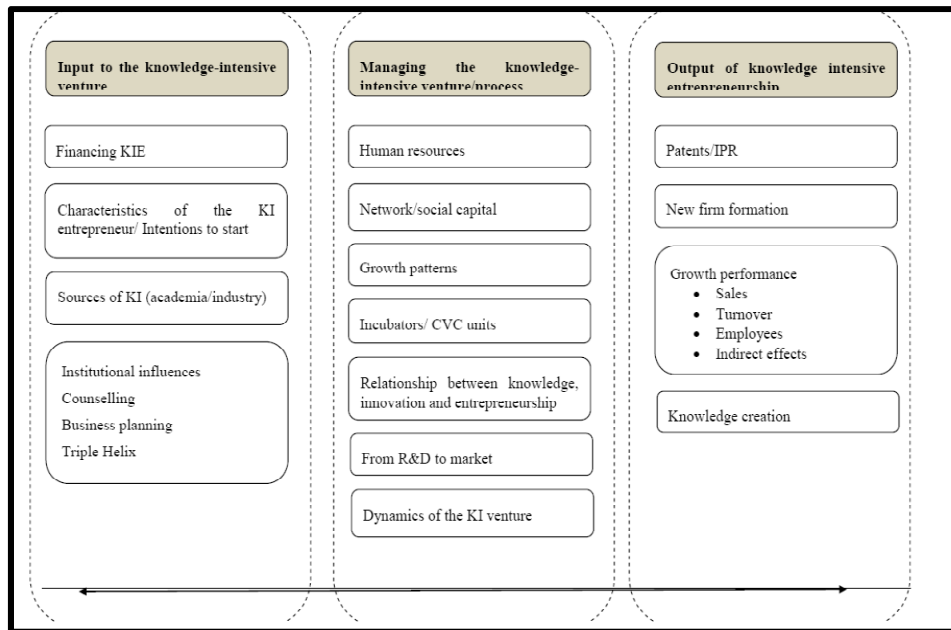 Input to the knowledge-intensive
venture
Financing KIE
Characteristics of the KI
entrepreneur/ Intentions to start
Sources of KI (academia/industry)
Institutional influences
Counselling
Business planning
Triple Helix
Managing the knowledge-
intensive venture/process
Human resources
Network/social capital
Growth patterns
Incubators/ CVC units
Relationship between knowledge,
innovation and entrepreneurship
From R&D to market
Dynamics of the KI venture
Output of knowledge intensive
entrepreneurship
Patents/IPR
New firm formation
Growth performance
• Sales
• Turnover
• Employees
• Indirect effects
Knowledge creation